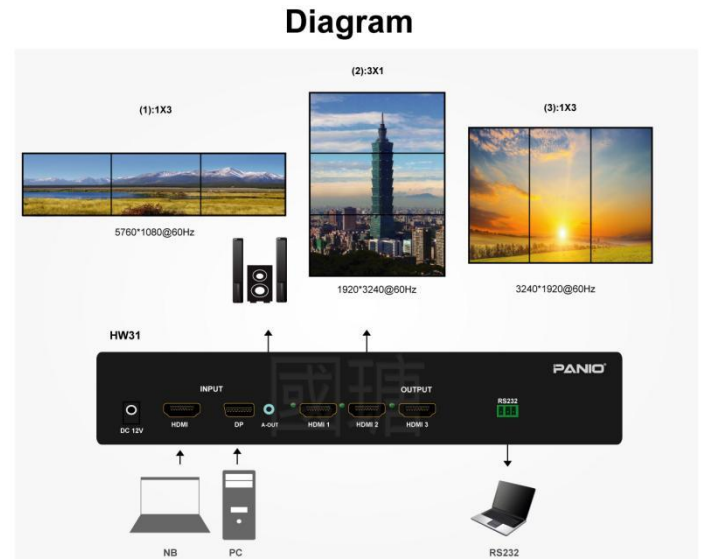 Diagram
(2):3X1
(1):1X3
(3):1X3
5760*1080@60Hz
1920*3240@60Hz
3240*1920@60Hz
HW31
PANIO
INPUT
OUTPUT
RS232
DC 12V
HDMI
DP
A-OUT
HDMI 1
HDMI 2
HDMI 3
國瑭
NB
PC
RS232